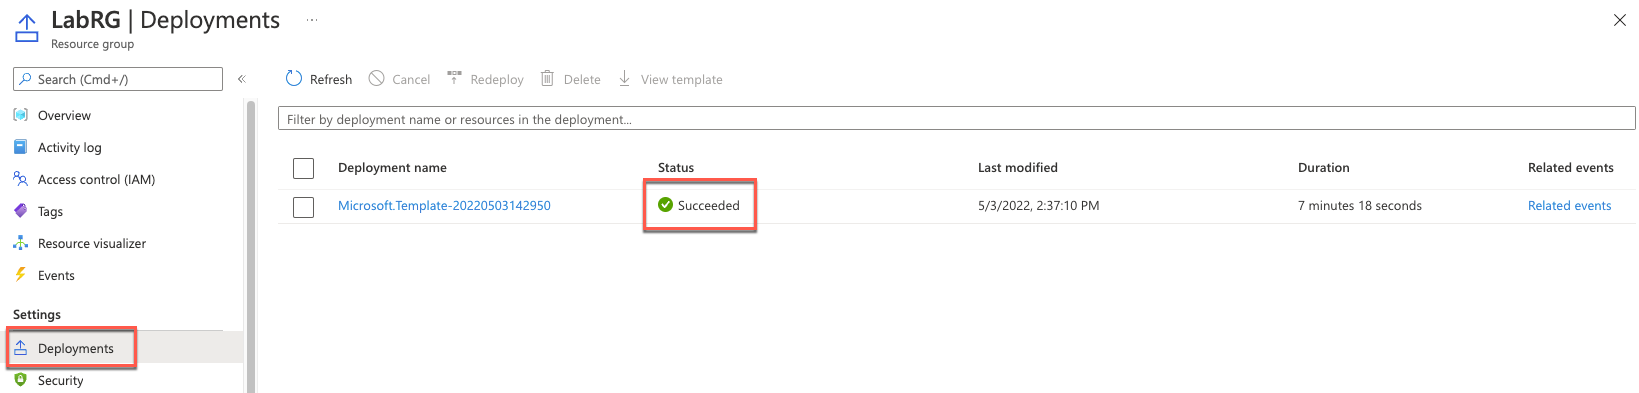 LabRG | Deployments ...
Resource group
Search (Cmd+/)
«
Refresh Cancel Redeploy Delete View template
Filter by deployment name or resources in the deployment...
Overview
Activity log
Access control (IAM)
Tags
Resource visualizer
Events
Settings
Deployments
Security
Deployment name Status Last modified Duration Related events
Microsoft.Template-20220503142950 Succeeded 5/3/2022, 2:37:10 PM 7 minutes 18 seconds Related events